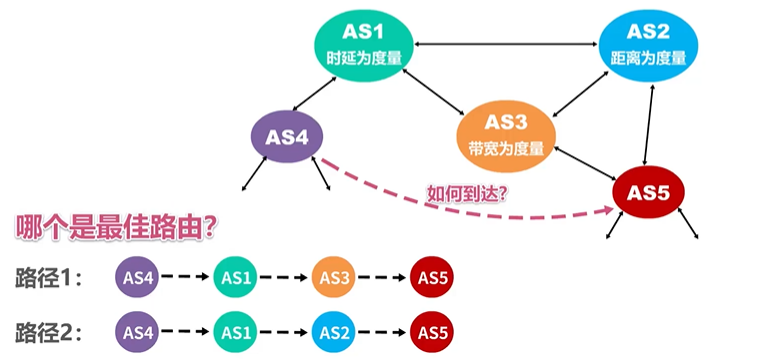 AS1
时延为度量
AS2
距离为度量
AS3
带宽为度量
AS4
如何到达?
AS5
哪个是最佳路由?
路径1: AS4 AS1 AS3 AS5
路径2: AS4 AS1 AS2 AS5